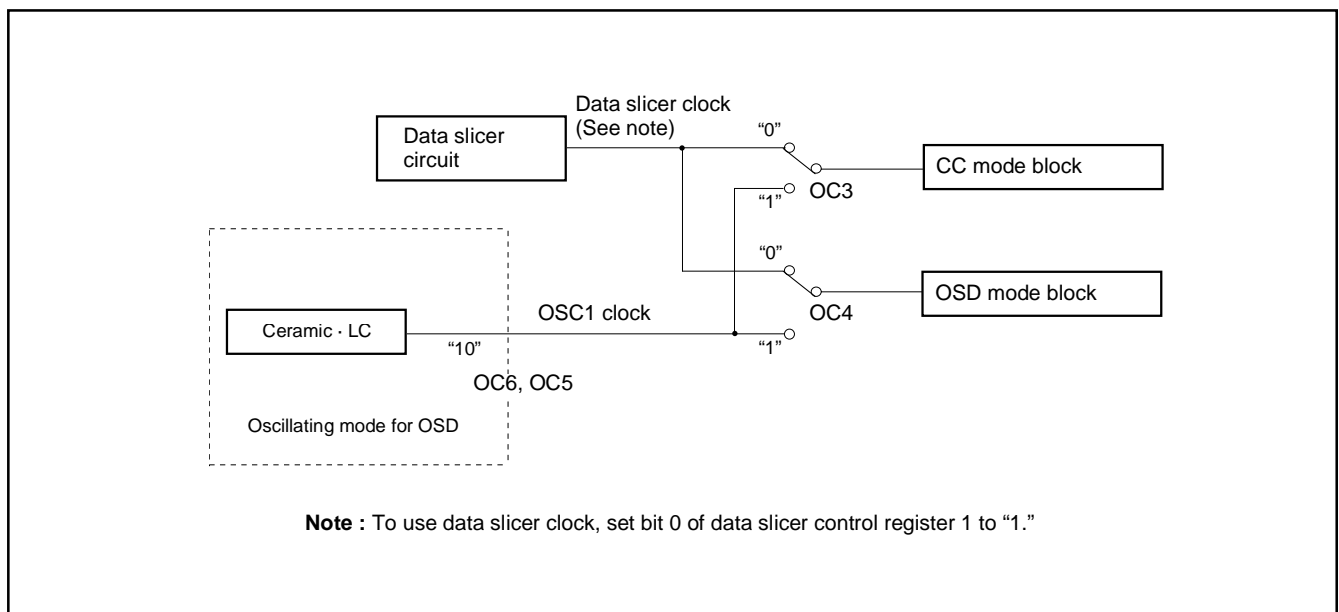 Data slicer clock
(See note)
Data slicer
circuit
“0”
CC mode block
“1”
OC3
“0”
OSD mode block
OC4
OSC1 clock
Ceramic · LC
“10”
“1”
OC6, OC5
Oscillating mode for OSD
Note : To use data slicer clock, set bit 0 of data slicer control register 1 to “1.”